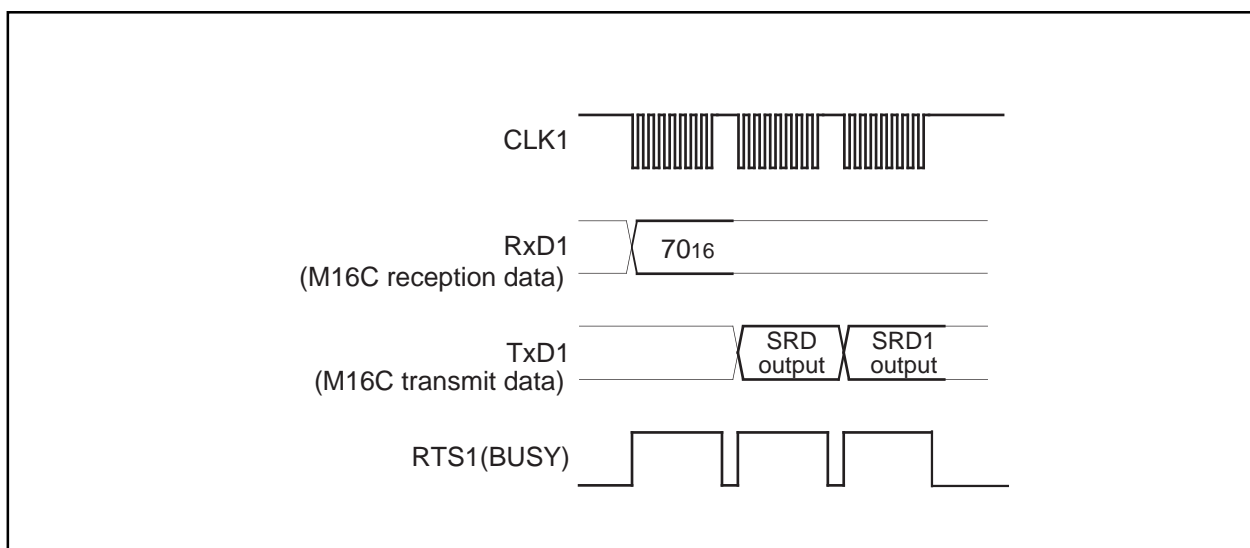 CLK1
RxD1
(M16C reception data)
7016
TxD1
(M16C transmit data)
SRD
output
SRD1
output
RTS1(BUSY)